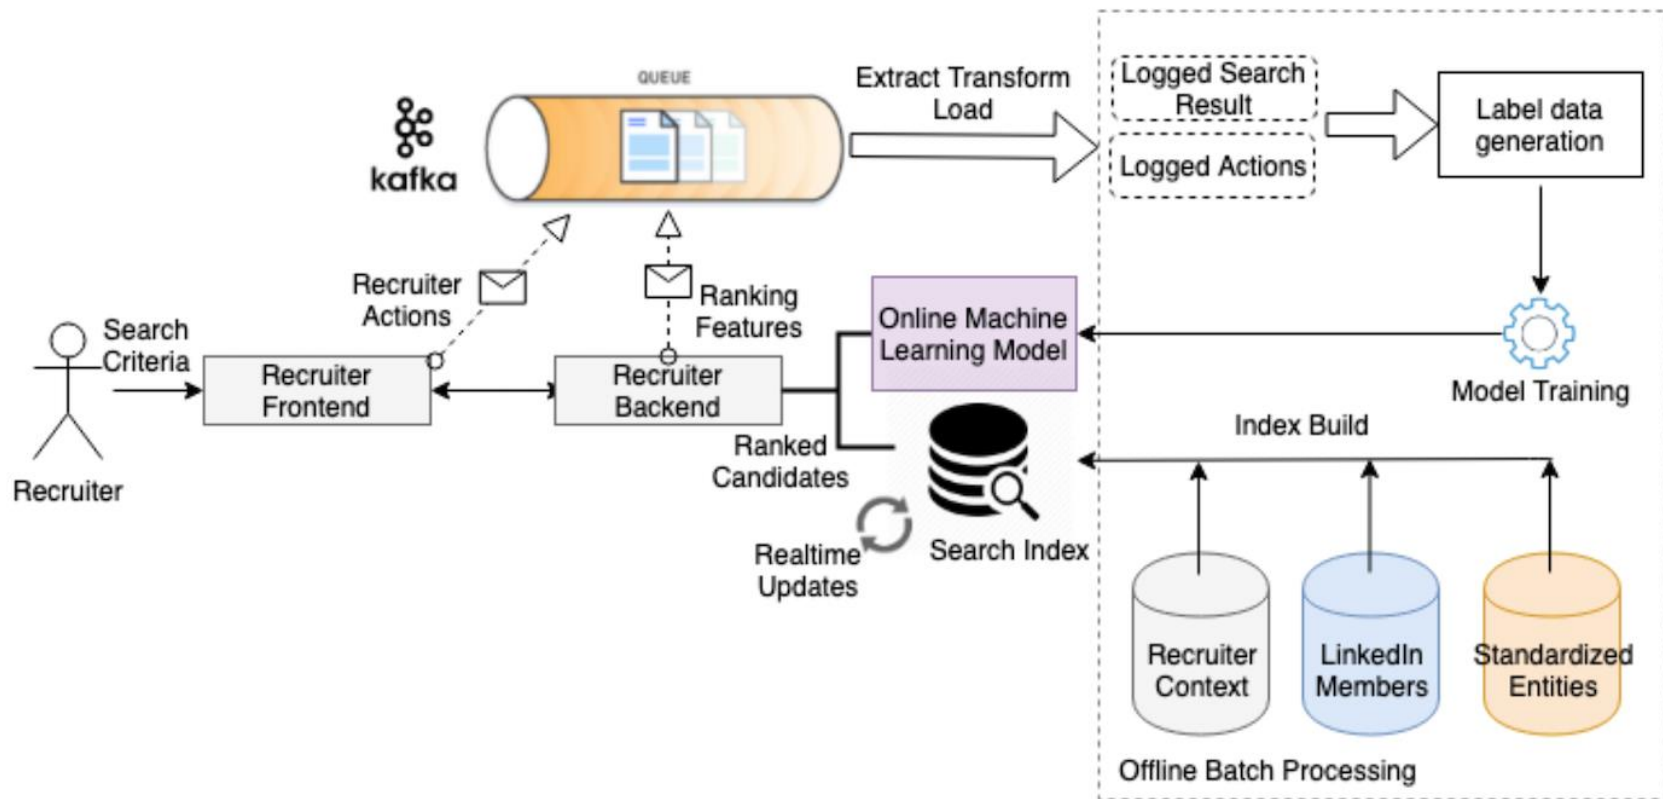 QUEUE
kafka
Extract Transform
Load
Logged Search
Result
Logged Actions
Label data
generation
Recruiter
Actions
Ranking
Features
Search
Criteria
Recruiter
Recruiter
Frontend
Recruiter
Backend
Online Machine
Learning Model
Model Training
Ranked
Candidates
Index Build
Realtime
Updates
Search Index
Recruiter
Context
LinkedIn
Members
Standardized
Entities
Offline Batch Processing